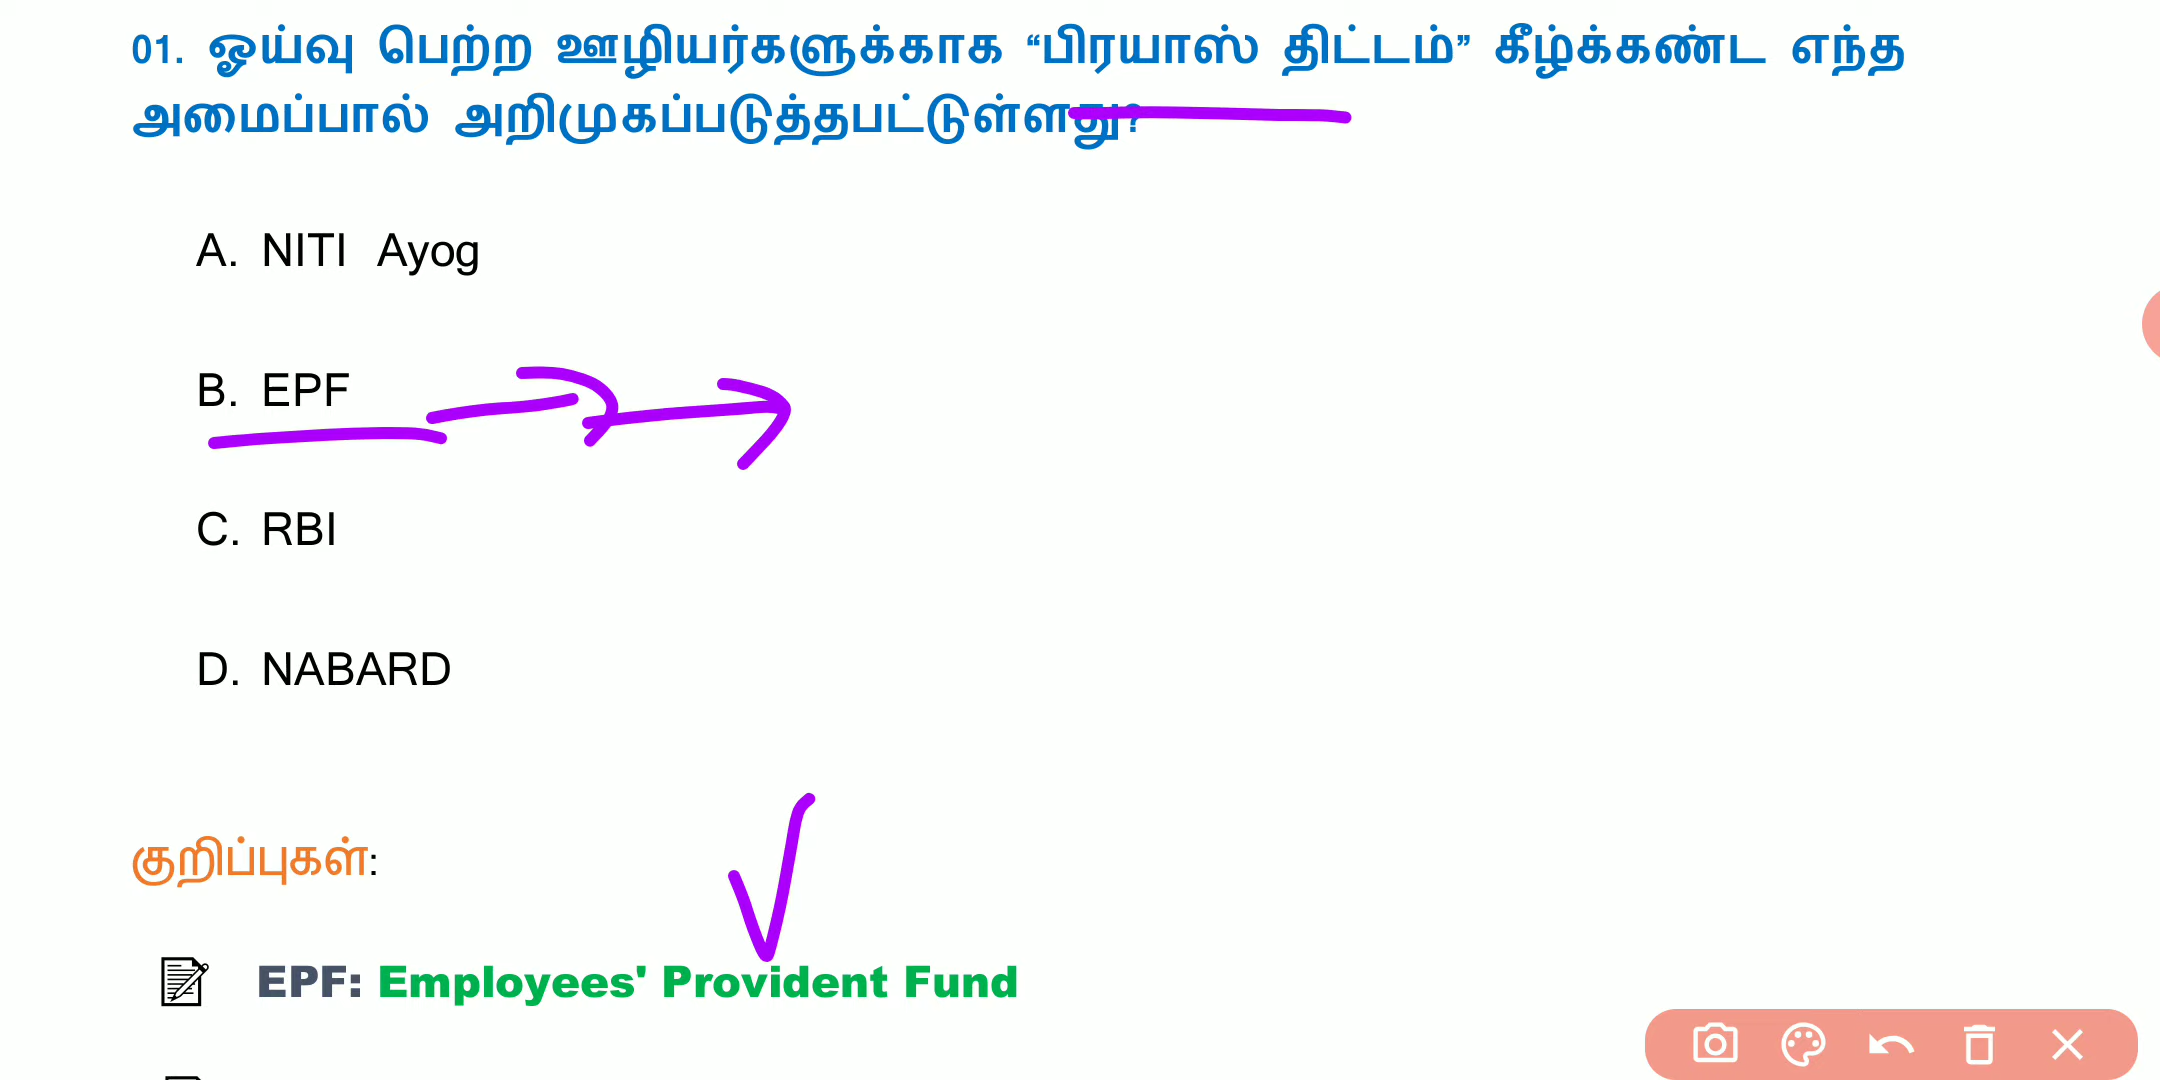 01. ஓய்வு பெற்ற ஊழியர்களுக்காக “பிரயாஸ் திட்டம்” கீழ்க்கண்ட எந்த
அமைப்பால் அறிமுகப்படுத்தபட்டுள்ளது?
A. NITI Ayog
B. EPF
C. RBI
D. NABARD
குறிப்புகள்:
EPF: Employees' Provident Fund